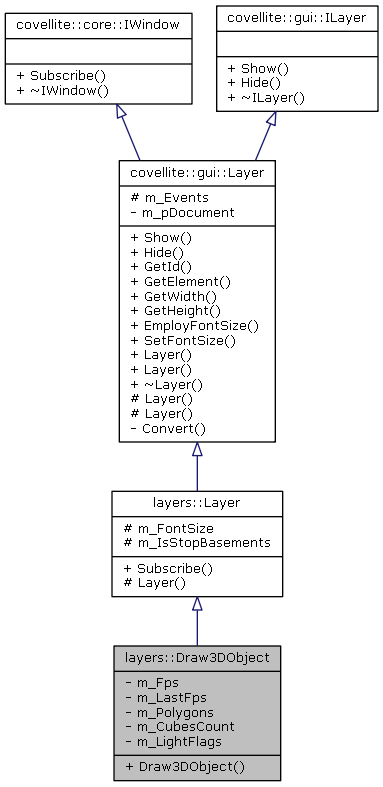 covellite::core::IWindow
+ Subscribe()
+ ~IWindow()
covellite::gui::ILayer
+ Show()
+ Hide()
+ ~ILayer()
covellite::gui::Layer
# m_Events
- m_pDocument
+ Show()
+ Hide()
+ GetId()
+ GetElement()
+ GetWidth()
+ GetHeight()
+ EmployFontSize()
+ SetFontSize()
+ Layer()
+ Layer()
+ ~Layer()
# Layer()
# Layer()
- Convert()
layers::Layer
# m_FontSize
# m_IsStopBasements
+ Subscribe()
# Layer()
layers::Draw3DObject
- m_Fps
- m_LastFps
- m_Polygons
- m_CubesCount
- m_LightFlags
+ Draw3DObject()